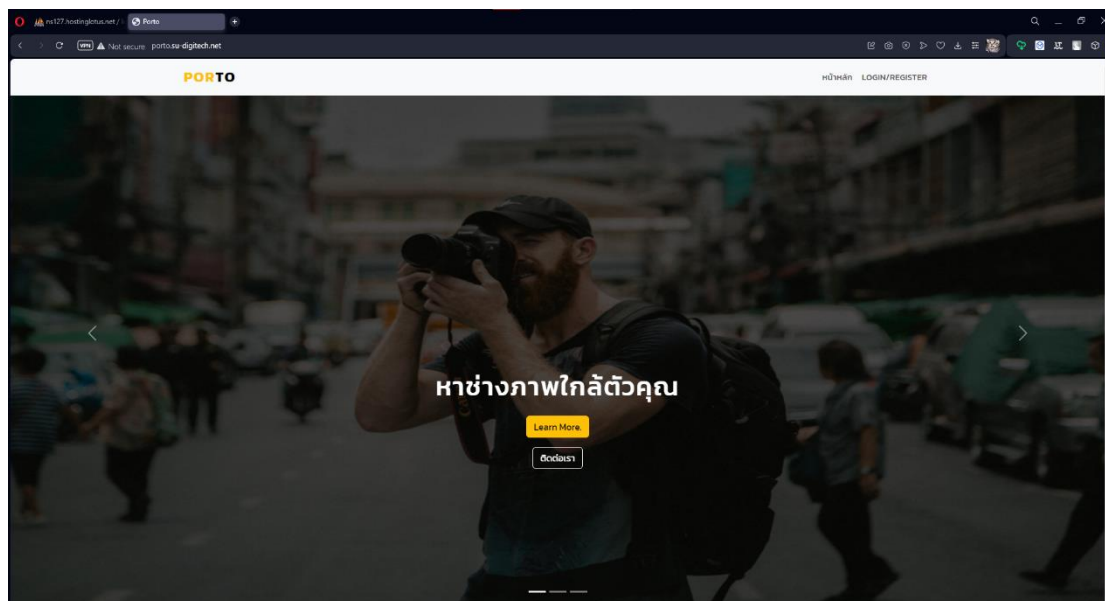 ns127.hostinglotus.net /
Porto
VPN
Not secure
porto.su-digitech.net
PORTO
หน้าหลัก
LOGIN/REGISTER
หาช่างภาพใกล้ตัวคุณ
Learn More.
ติดต่อเรา